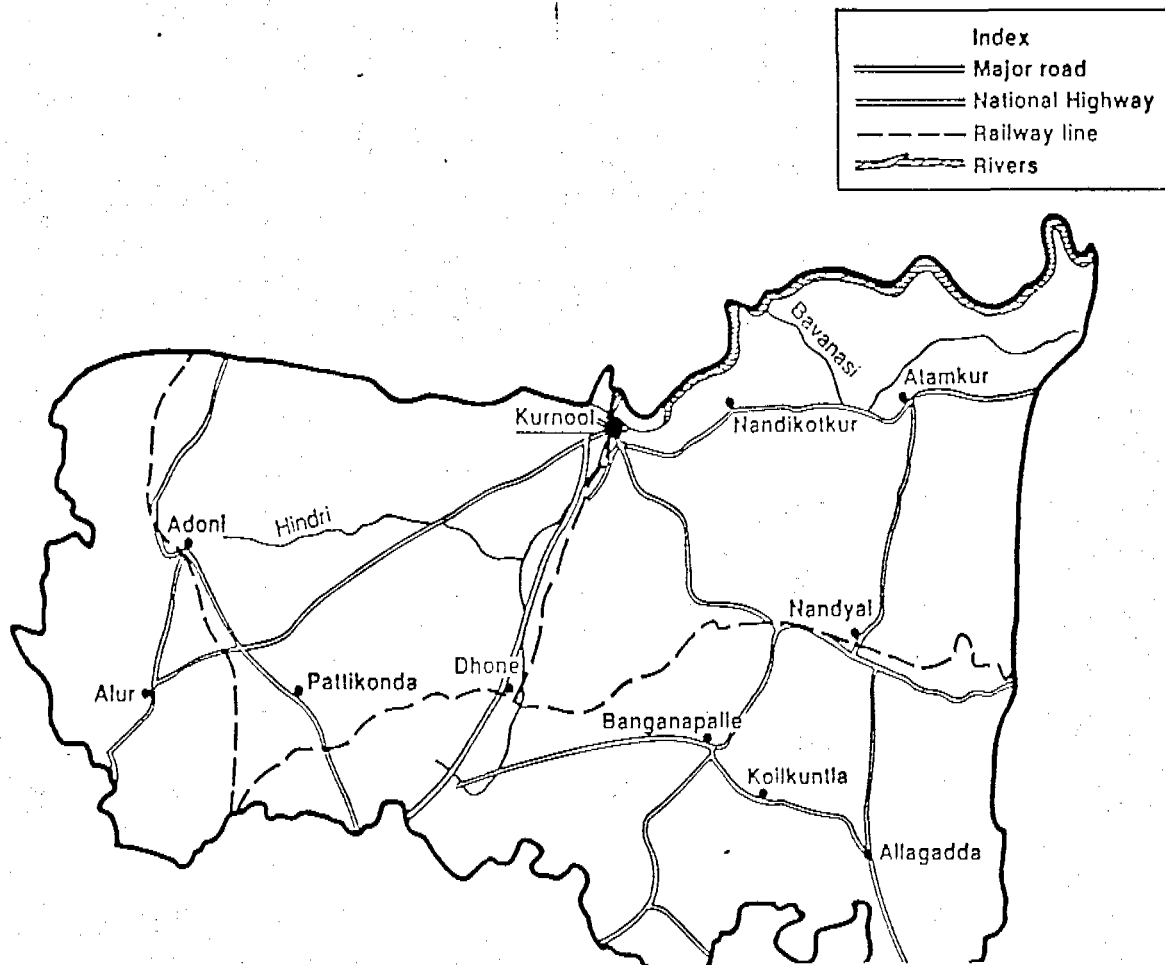 Index
Major road
National Highway
Railway line
Rivers
Bavanasi
Atamkur
Kurnool
Nandikotkur
Adoni
Hindri
Nandyal
Dhone
Alur
Pattikonda
Banganapalle
Koilkuntla
Allagadda